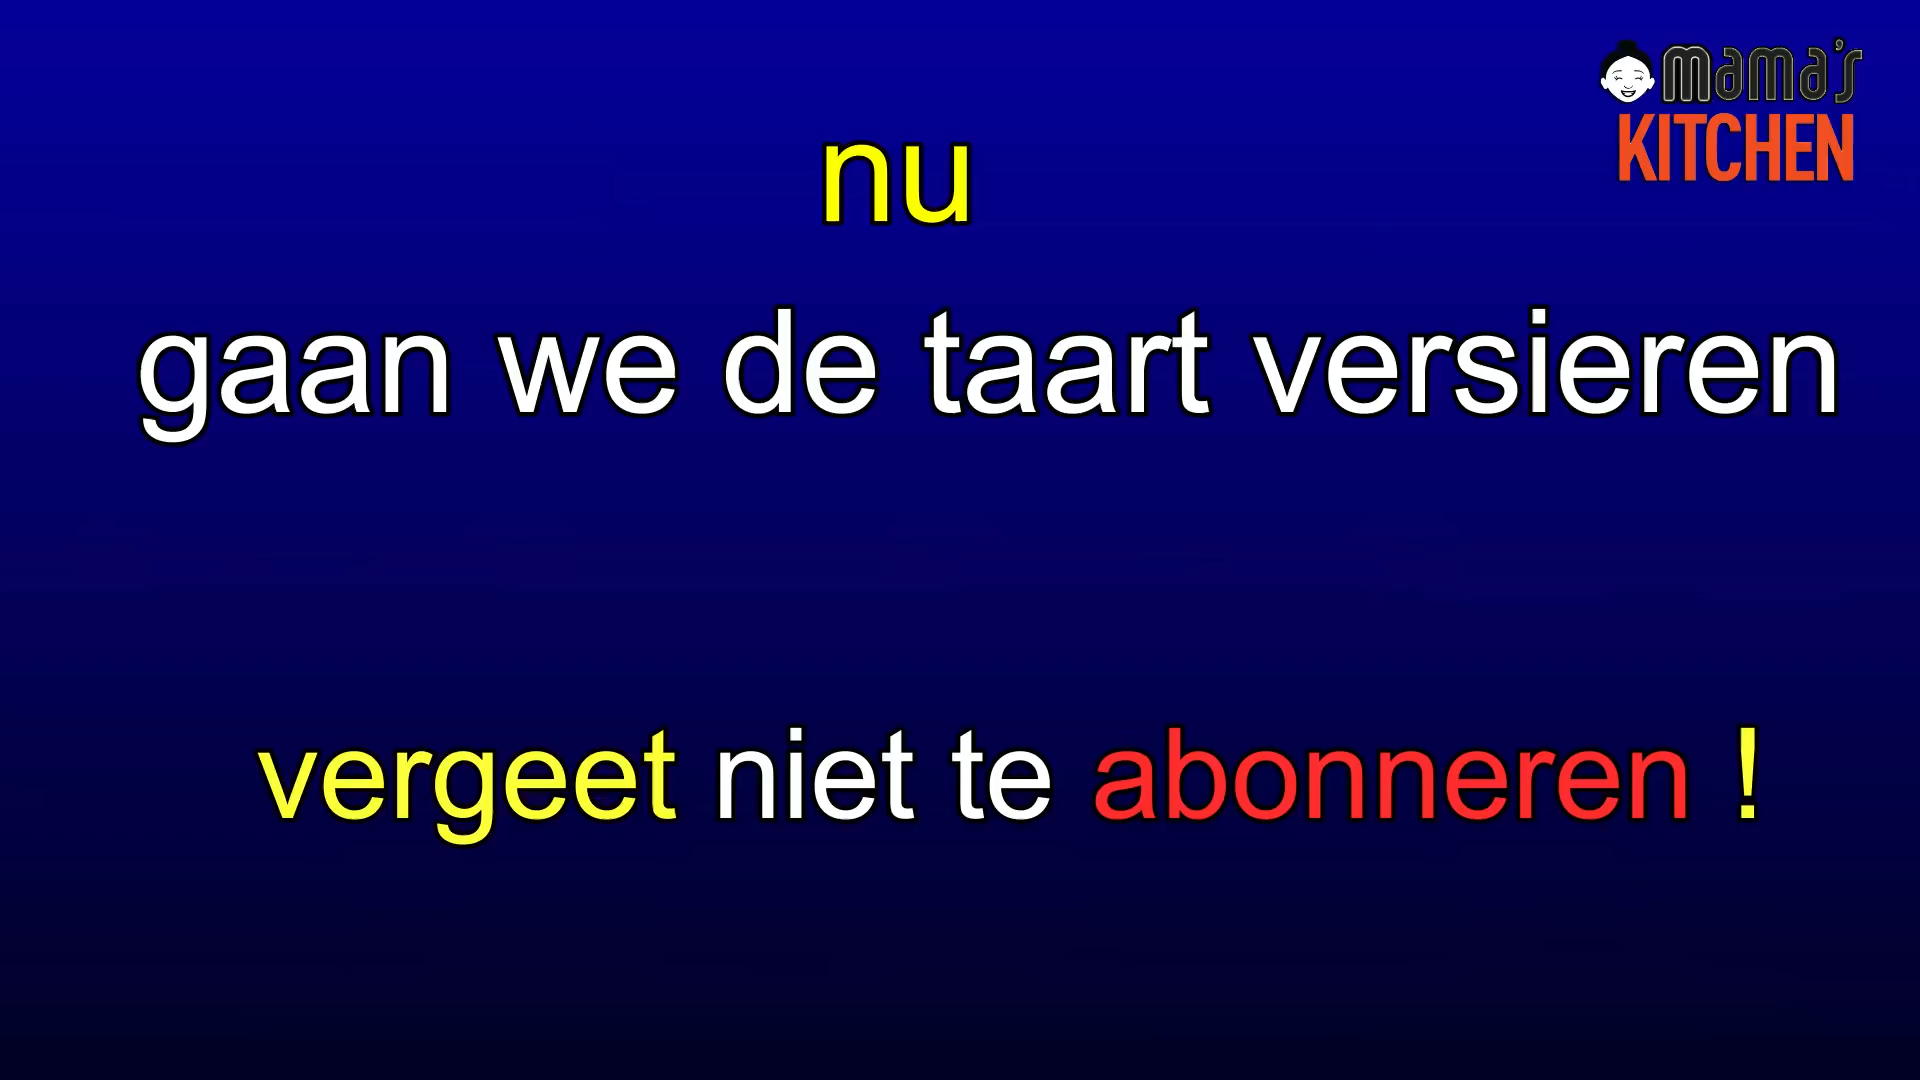 mama's
KITCHEN
nu
gaan we de taart versieren
vergeet niet te abonneren !